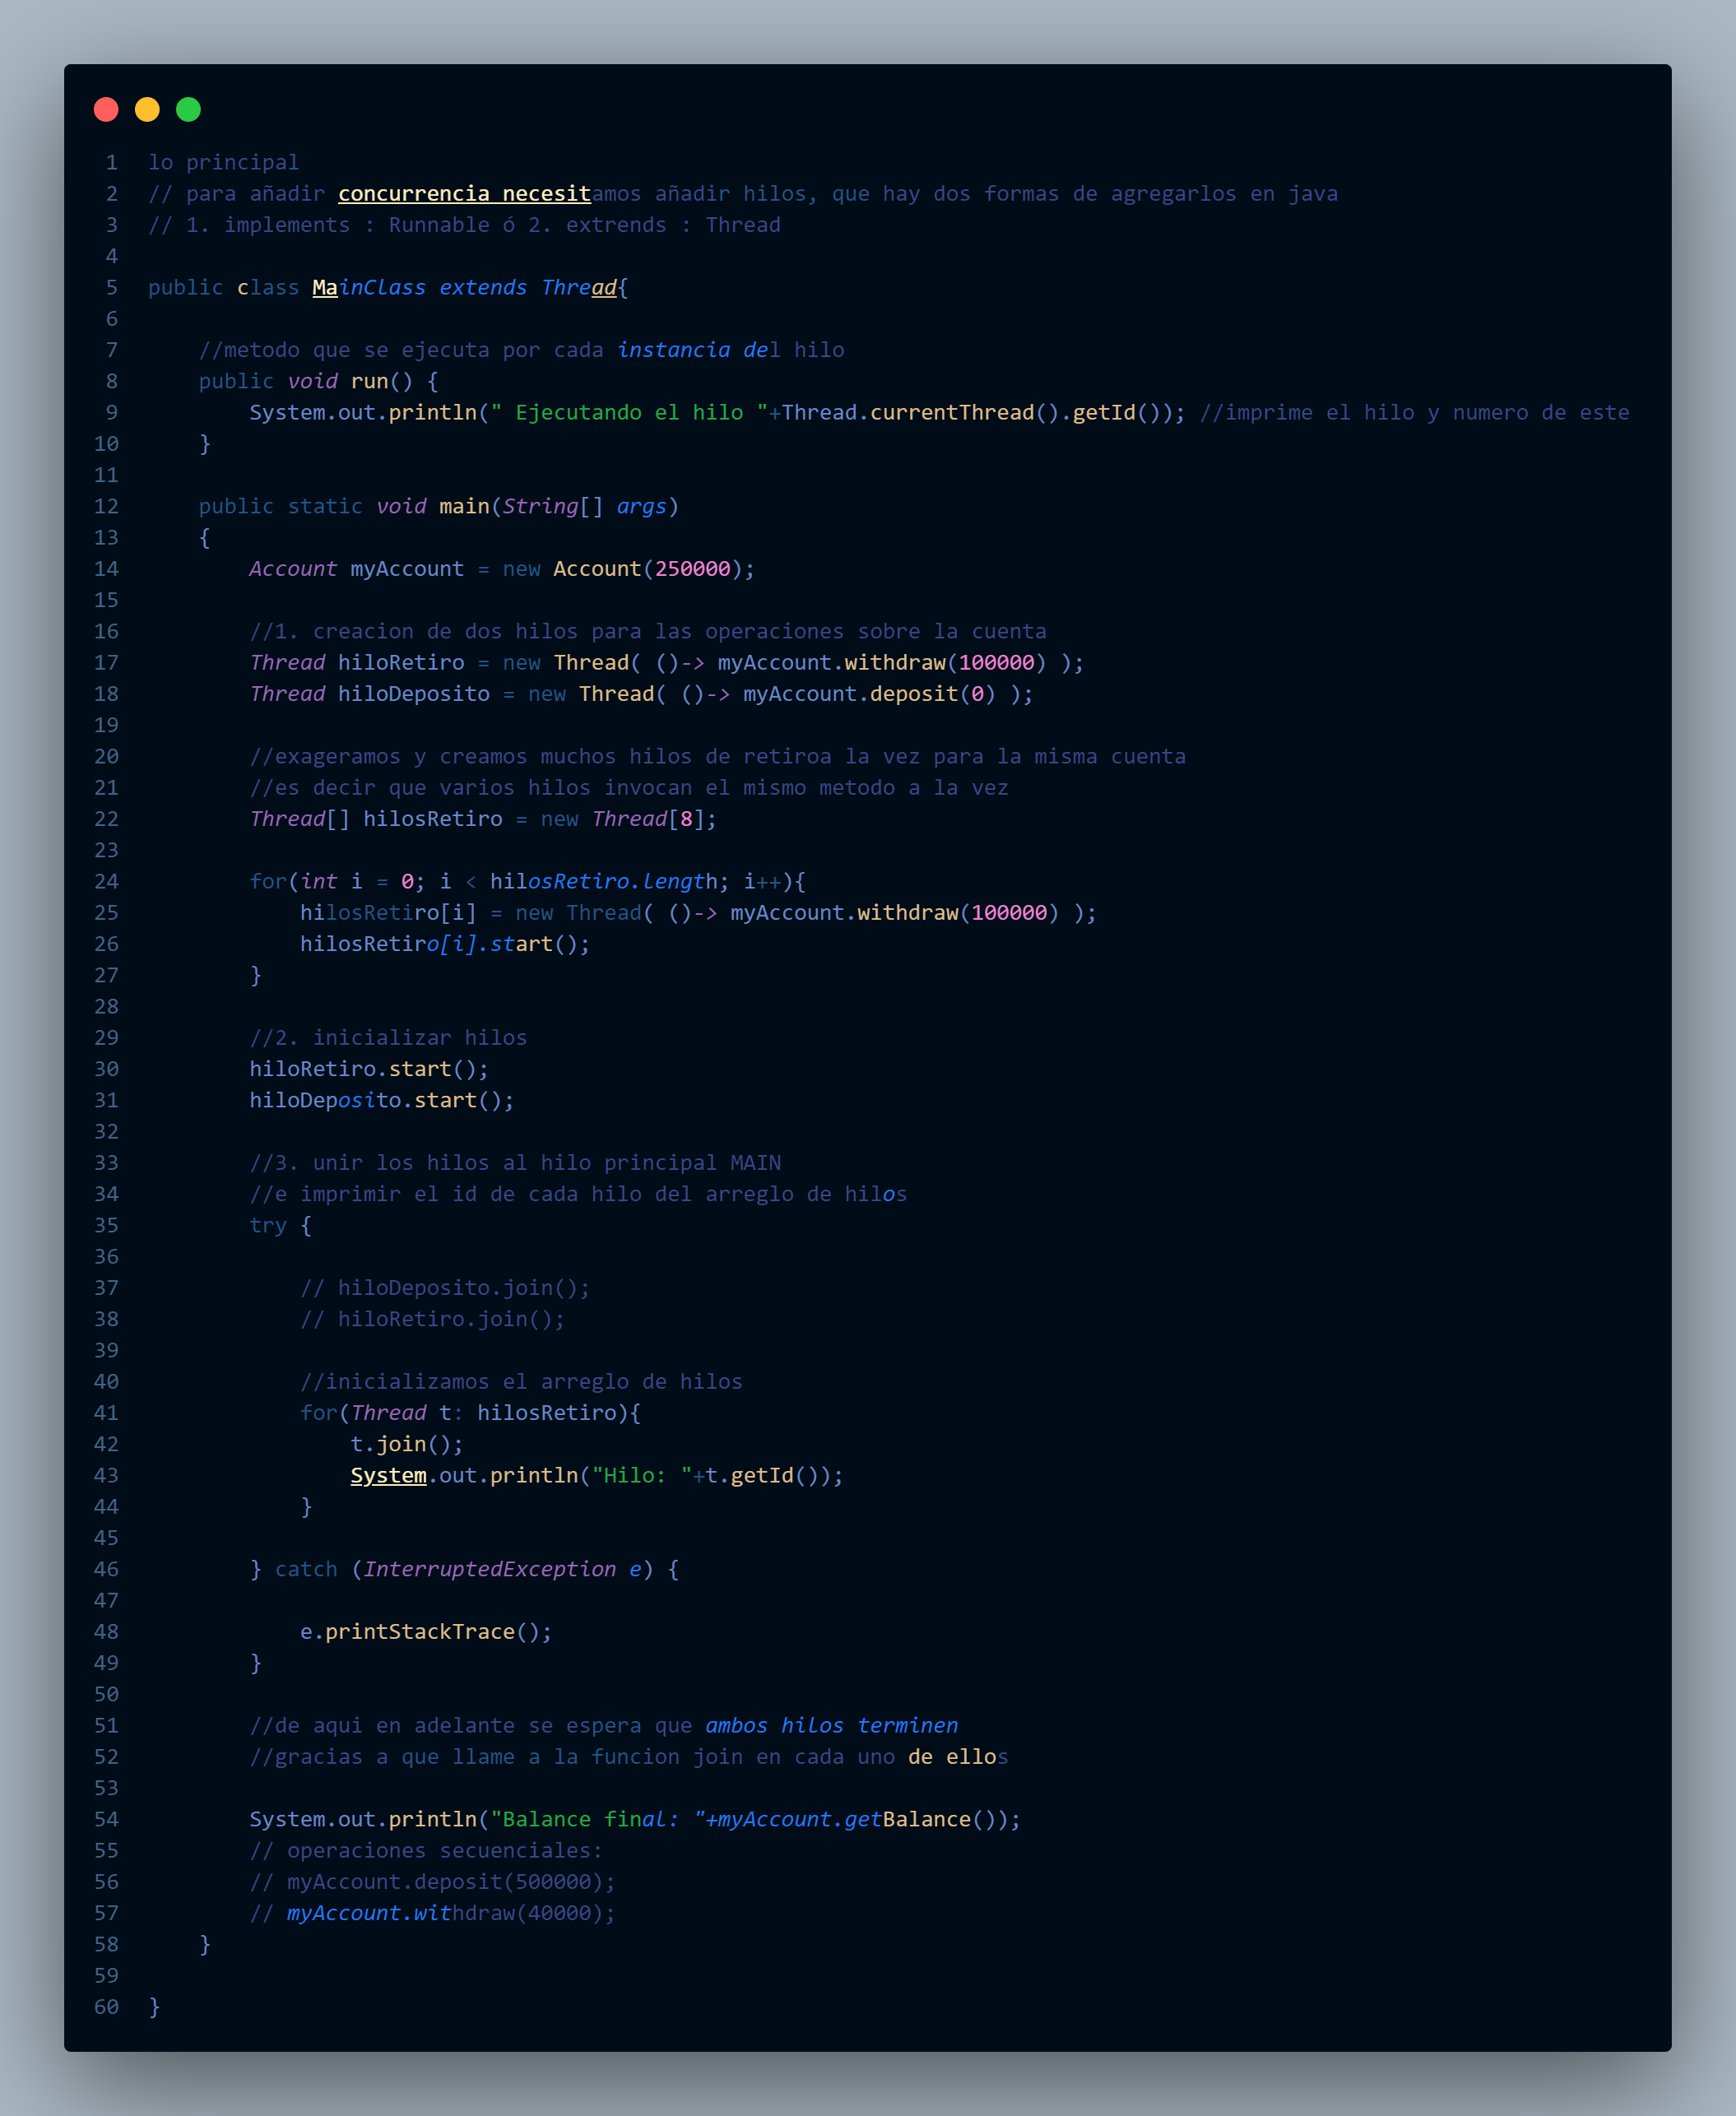 1 lo principal
2 // para añadir concurrencia necesitamos añadir hilos, que hay dos formas de agregarlos en java
3 // 1. implements : Runnable ó 2. extrends : Thread
4
5 public class MainClass extends Thread{
6
7     //metodo que se ejecuta por cada instancia del hilo
8     public void run() {
9         System.out.println(" Ejecutando el hilo "+Thread.currentThread().getId()); //imprime el hilo y numero de este
10     }
11
12     public static void main(String[] args)
13     {
14         Account myAccount = new Account(250000);
15
16         //1. creacion de dos hilos para las operaciones sobre la cuenta
17         Thread hiloRetiro = new Thread( ()-> myAccount.withdraw(100000) );
18         Thread hiloDeposito = new Thread( ()-> myAccount.deposit(0) );
19
20         //exageramos y creamos muchos hilos de retiroa la vez para la misma cuenta
21         //es decir que varios hilos invocan el mismo metodo a la vez
22         Thread[] hilosRetiro = new Thread[8];
23
24         for(int i = 0; i < hilosRetiro.length; i++){
25             hilosRetiro[i] = new Thread( ()-> myAccount.withdraw(100000) );
26             hilosRetiro[i].start();
27         }
28
29         //2. inicializar hilos
30         hiloRetiro.start();
31         hiloDeposito.start();
32
33         //3. unir los hilos al hilo principal MAIN
34         //e imprimir el id de cada hilo del arreglo de hilos
35         try {
36
37             // hiloDeposito.join();
38             // hiloRetiro.join();
39
40             //inicializamos el arreglo de hilos
41             for(Thread t: hilosRetiro){
42                 t.join();
43                 System.out.println("Hilo: "+t.getId());
44             }
45
46         } catch (InterruptedException e) {
47
48             e.printStackTrace();
49         }
50
51         //de aqui en adelante se espera que ambos hilos terminen
52         //gracias a que llame a la funcion join en cada uno de ellos
53
54         System.out.println("Balance final: "+myAccount.getBalance());
55         // operaciones secuenciales:
56         // myAccount.deposit(500000);
57         // myAccount.withdraw(40000);
58     }
59
60 }